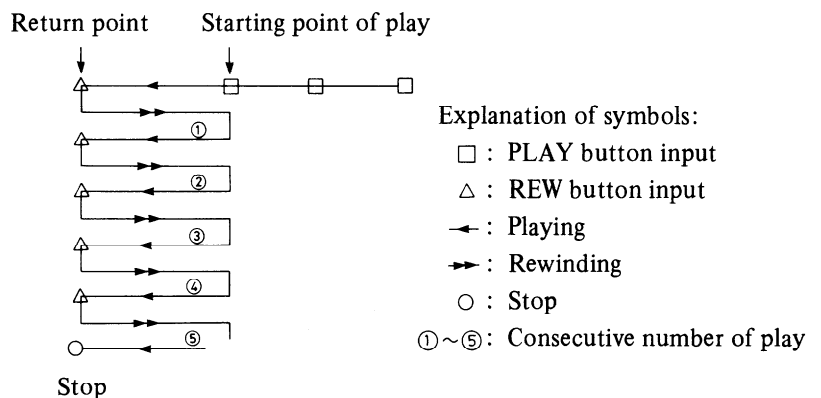 Return point
Starting point of play
①
②
③
④
⑤
Stop
Explanation of symbols:
□ : PLAY button input
△ : REW button input
: Playing
: Rewinding
○ : Stop
①~⑤: Consecutive number of play